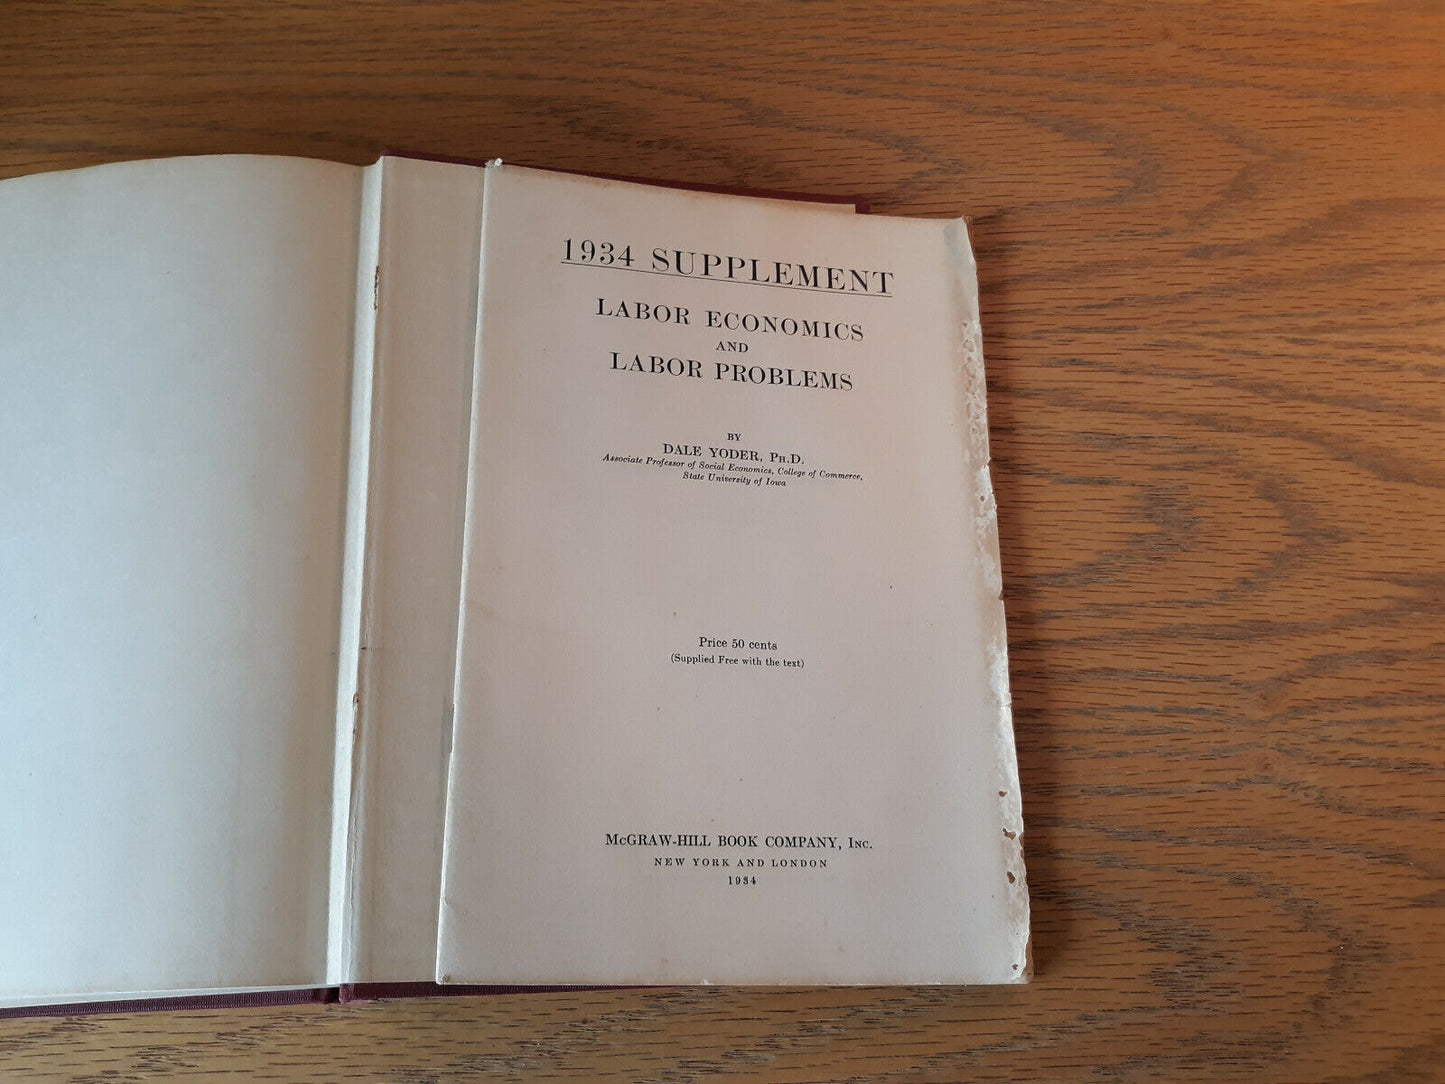 1934 SUPPLEMENT
LABOR ECONOMICS
AND
LABOR PROBLEMS
BY
DALE YODER, PH.D.
Associate Professor of Social Economics, College of Commerce,
State University of Iowa
Price 50 cents
(Supplied Free with the text)
McGRAW-HILL BOOK COMPANY, INC.
NEW YORK AND LONDON
1934